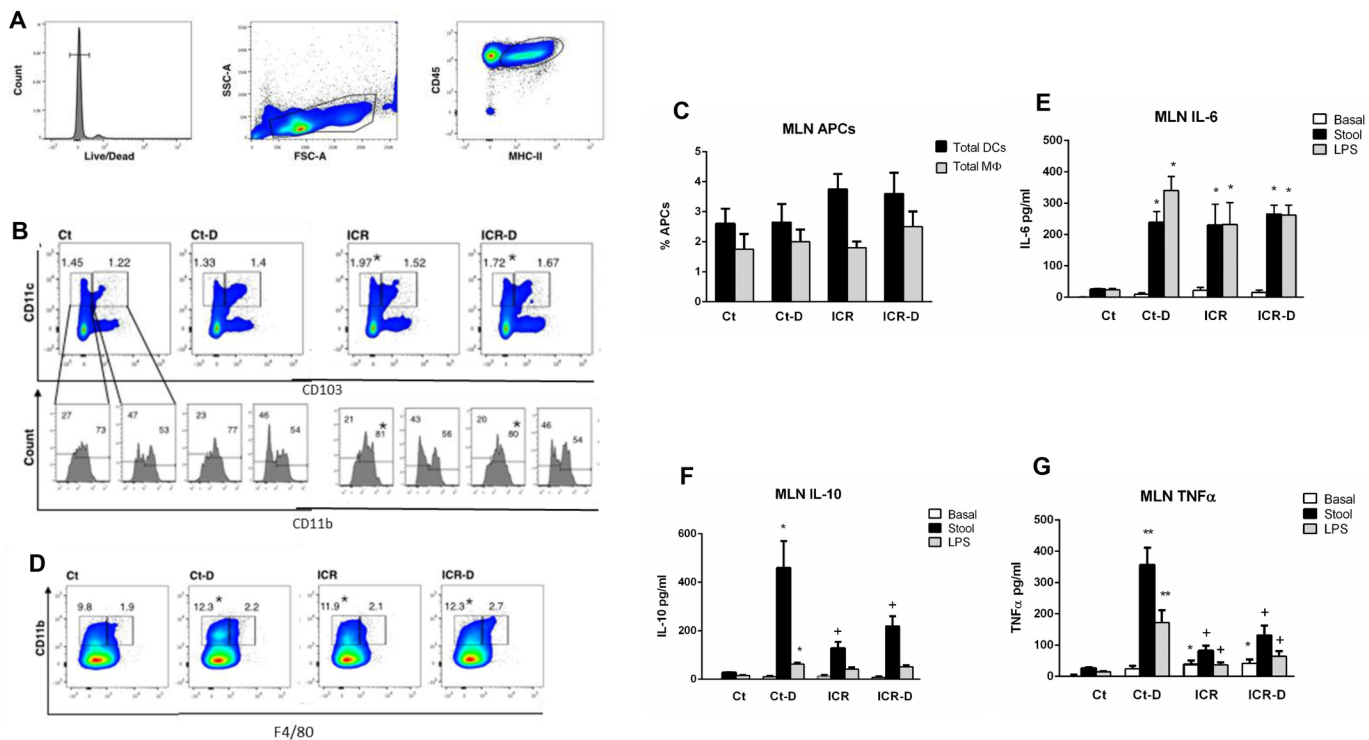 A
Count
Live/Dead
SSC-A
FSC-A
CD45
MHC-II
B
Ct
Ct-D
ICR
ICR-D
CD11c
1.45 1.22
1.33 1.4
1.97 * 1.52
1.72 * 1.67
CD103
Count
27 73
47 53
23 77
46 54
21 * 81
43 56
20 * 80
46 54
CD11b
D
Ct
Ct-D
ICR
ICR-D
CD11b
9.8 1.9
12.3 * 2.2
11.9 * 2.1
12.3 * 2.7
F4/80
C
MLN APCs
Total DCs
Total MΦ
% APCs
5
4
3
2
1
0
Ct Ct-D ICR ICR-D
E
MLN IL-6
Basal
Stool
LPS
IL-6 pg/ml
500
400
300
200
100
0
* * * * * *
Ct Ct-D ICR ICR-D
F
MLN IL-10
Basal
Stool
LPS
IL-10 pg/ml
600
400
200
0
* * + +
Ct Ct-D ICR ICR-D
G
MLN TNFα
Basal
Stool
LPS
TNFα pg/ml
500
400
300
200
100
0
** ** * + + * + +
Ct Ct-D ICR ICR-D